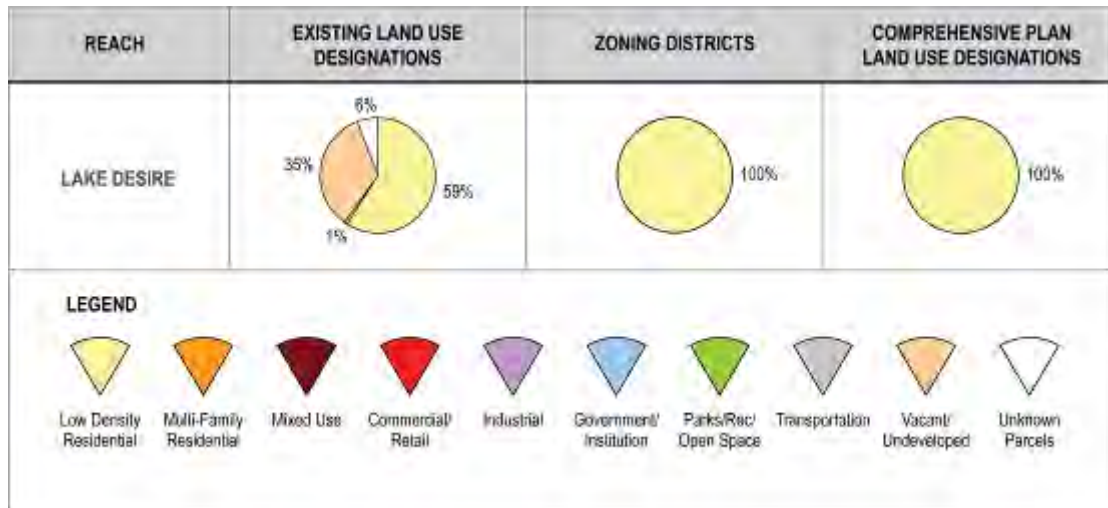 REACH
EXISTING LAND USE
DESIGNATIONS
ZONING DISTRICTS
COMPREHENSIVE PLAN
LAND USE DESIGNATIONS
LAKE DESIRE
6%
35%
59%
1%
100%
100%
LEGEND
Low Density
Residential
Multi-Family
Residential
Mixed Use
Commercial/
Retail
Industrial
Government/
Institution
Parks/Rec/
Open Space
Transportation
Vacant/
Undeveloped
Unknown
Parcels